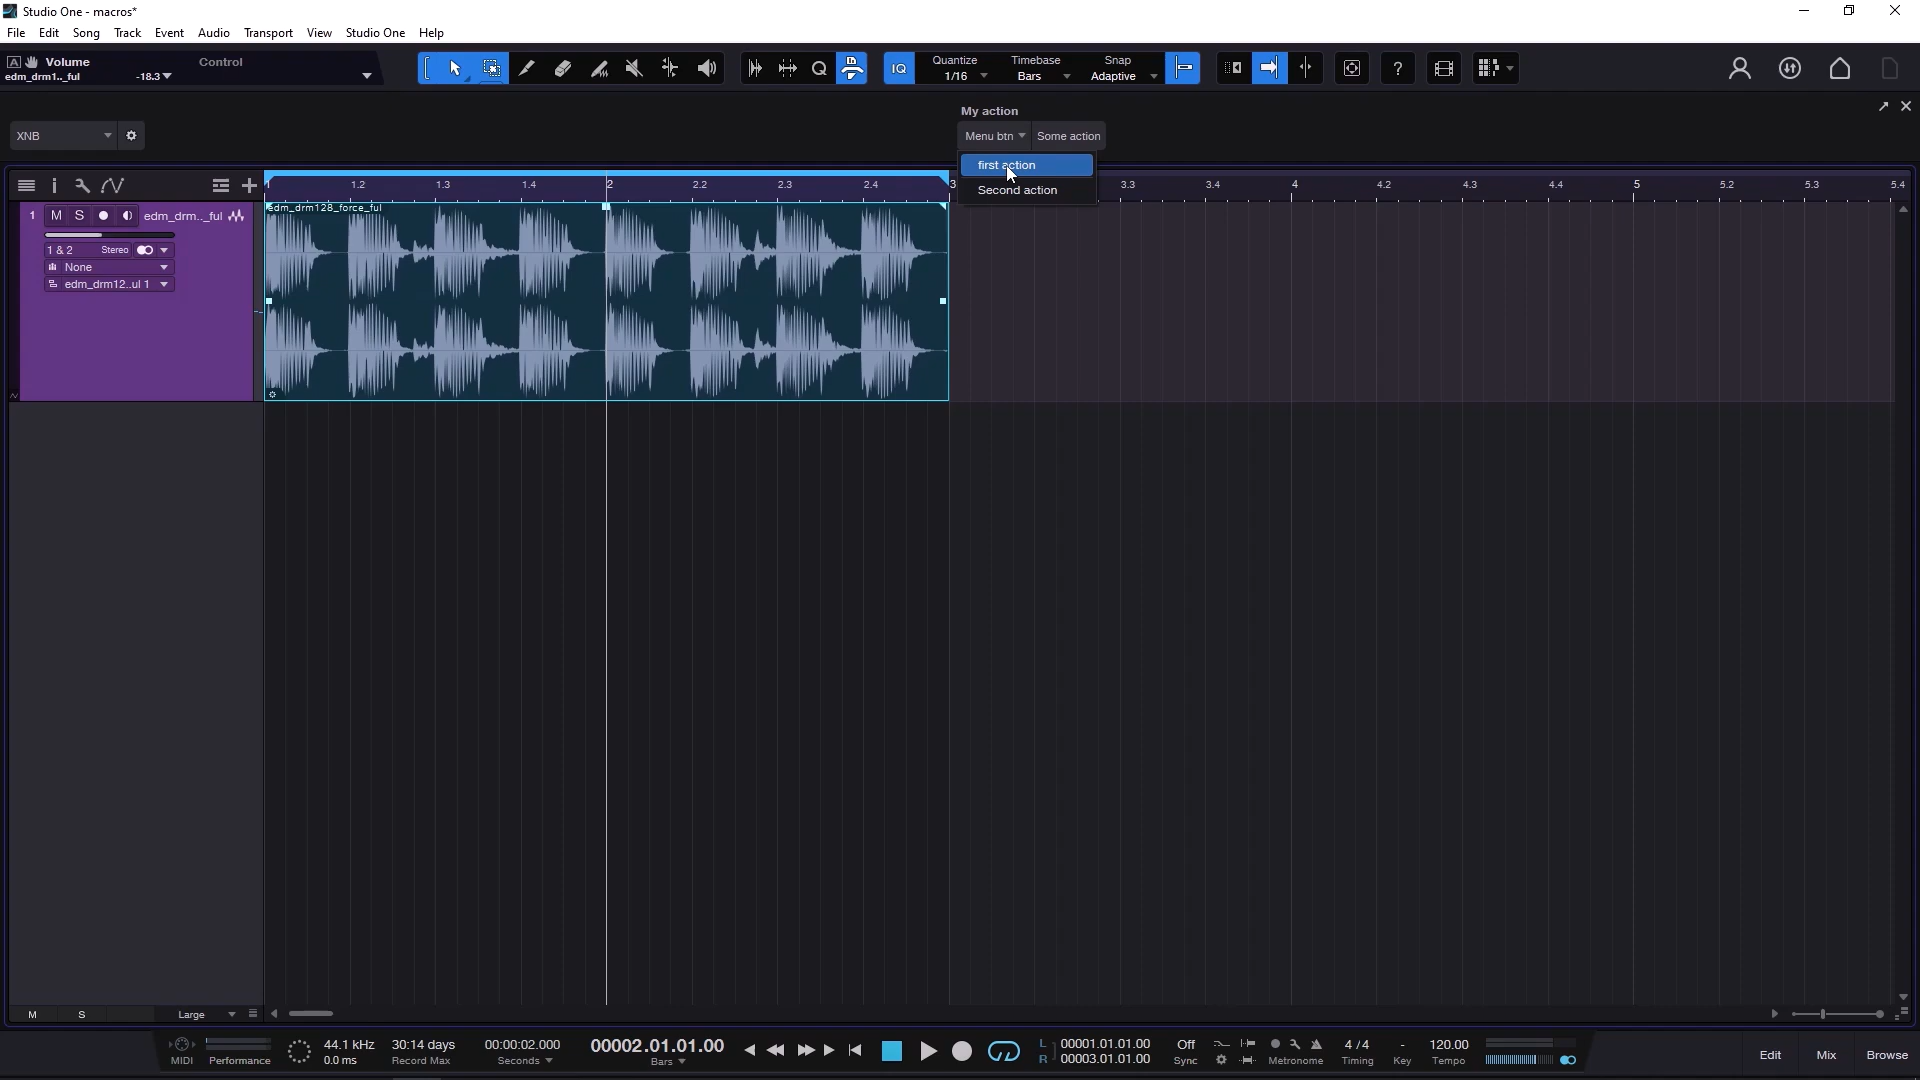 Studio One - macros*
File Edit Song Track Event Audio Transport View Studio One Help
A Volume Control
edm_drm1.._ful -18.3
IQ Quantize Timebase Snap
1/16 Bars Adaptive
?
My action
XNB Menu btn Some action
first action
Second action
1 1.2 1.3 1.4 2 2.2 2.3 2.4 3 3.3 3.4 4 4.2 4.3 4.4 5 5.2 5.3 5.4
1 M S edm_drm.._ful
edm_drm128_force_ful
1 & 2 Stereo
None
edm_drm12..ul 1
M S Large
44.1 kHz 30:14 days 00:00:02.000 00002.01.01.00 L 00001.01.01.00 Off 4 / 4 - 120.00
MIDI Performance 0.0 ms Record Max Seconds Bars R 00003.01.01.00 Sync Metronome Timing Key Tempo
Edit Mix Browse